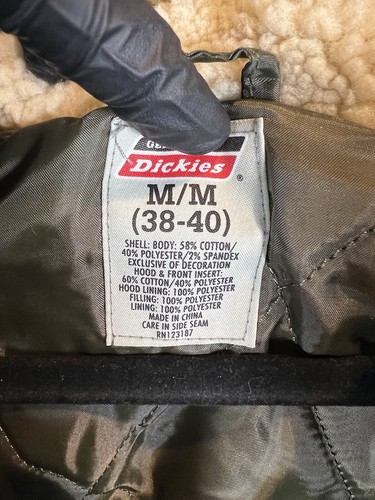 Dickies®
M/M
(38-40)
SHELL: BODY: 58% COTTON/
40% POLYESTER/2% SPANDEX
EXCLUSIVE OF DECORATION
HOOD & FRONT INSERT:
60% COTTON/40% POLYESTER
HOOD LINING: 100% POLYESTER
FILLING: 100% POLYESTER
LINING: 100% POLYESTER
MADE IN CHINA
CARE IN SIDE SEAM
RN123187